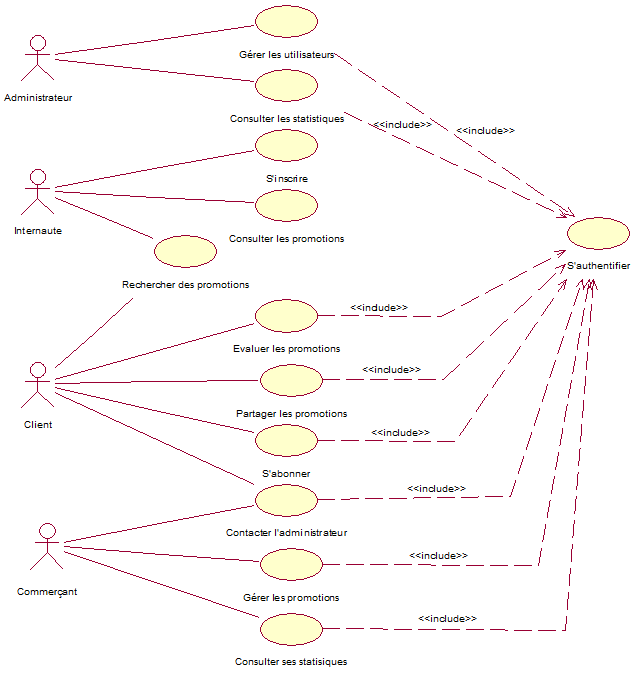 Gérer les utilisateurs
Administrateur
Consulter les statistiques
<<include>>
<<include>>
S'inscrire
Internaute
Consulter les promotions
S'authentifier
Rechercher des promotions
<<include>>
Evaluer les promotions
<<include>>
Partager les promotions
Client
<<include>>
S'abonner
<<include>>
Contacter l'administrateur
<<include>>
Commerçant
Gérer les promotions
<<include>>
Consulter ses statisiques